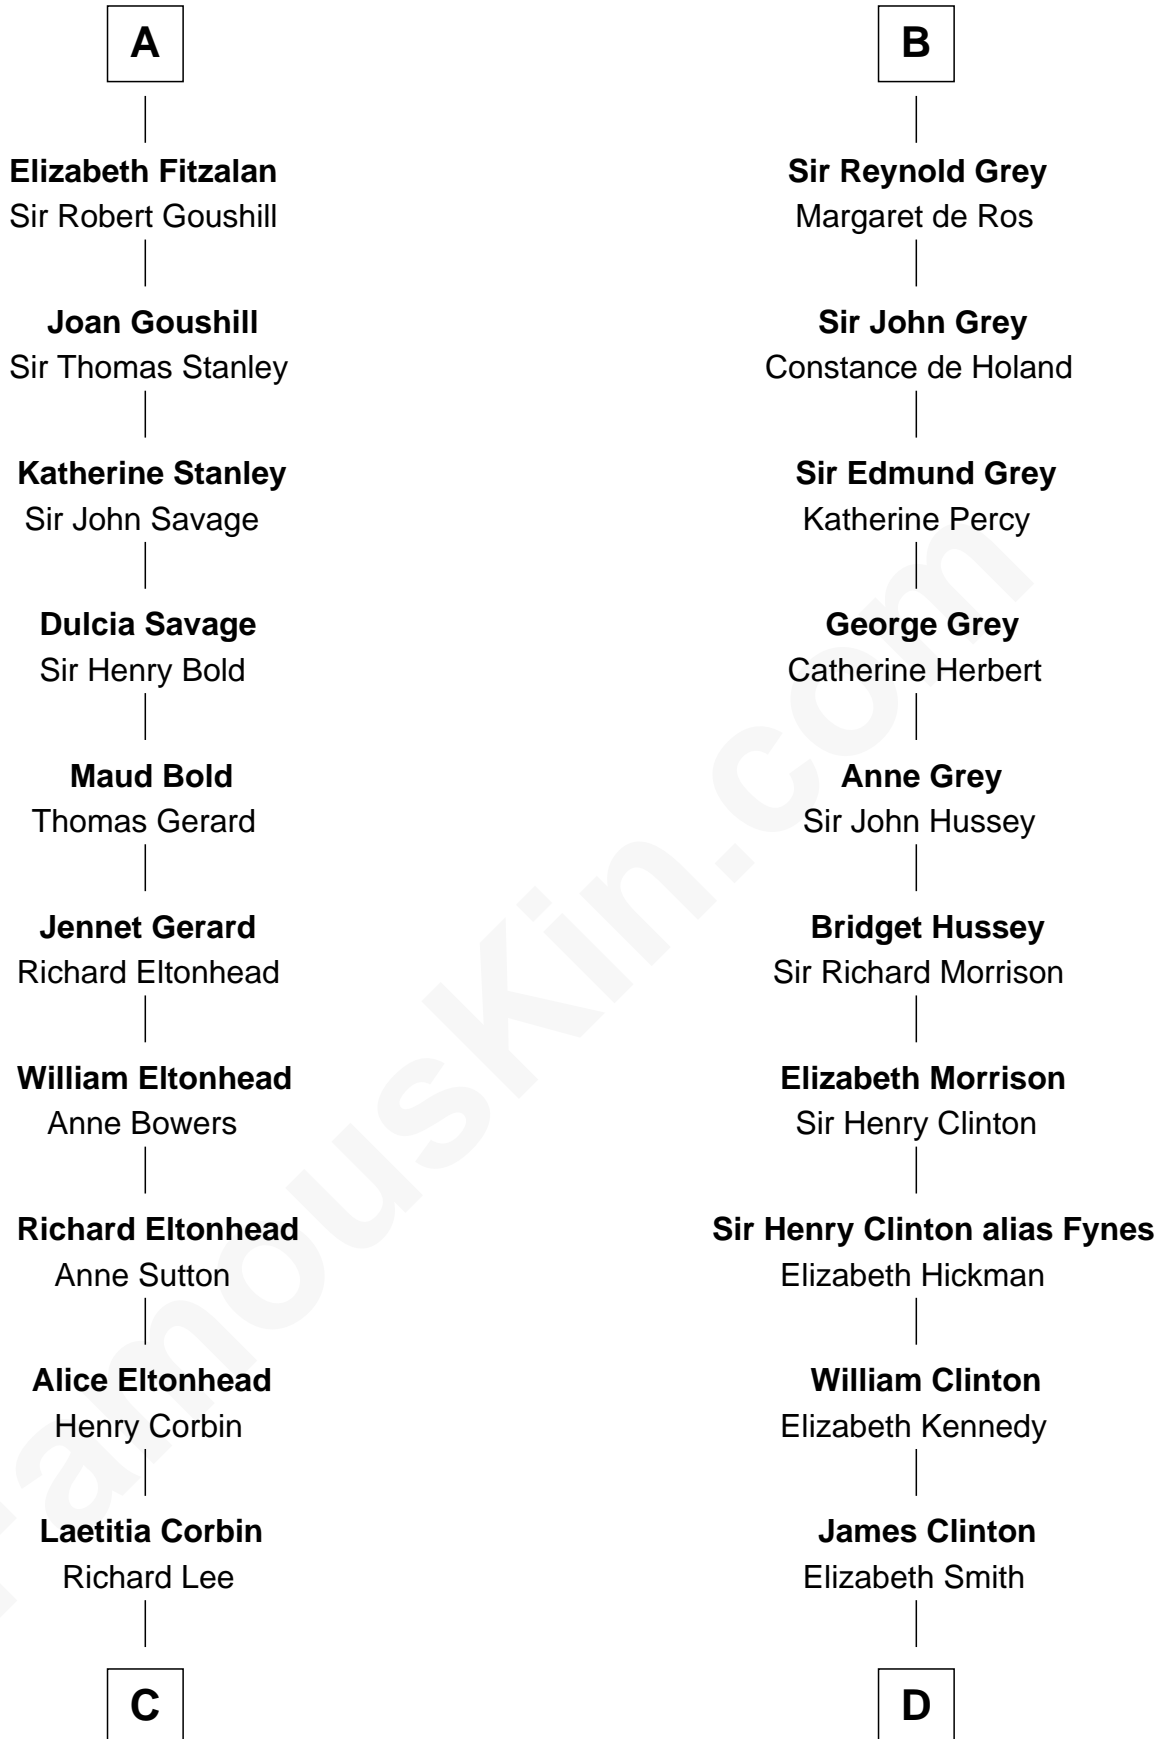 A
Elizabeth Fitzalan
Sir Robert Goushill
Joan Goushill
Sir Thomas Stanley
Katherine Stanley
Sir John Savage
Dulcia Savage
Sir Henry Bold
Maud Bold
Thomas Gerard
Jennet Gerard
Richard Eltonhead
William Eltonhead
Anne Bowers
Richard Eltonhead
Anne Sutton
Alice Eltonhead
Henry Corbin
Laetitia Corbin
Richard Lee
C
B
Sir Reynold Grey
Margaret de Ros
Sir John Grey
Constance de Holand
Sir Edmund Grey
Katherine Percy
George Grey
Catherine Herbert
Anne Grey
Sir John Hussey
Bridget Hussey
Sir Richard Morrison
Elizabeth Morrison
Sir Henry Clinton
Sir Henry Clinton alias Fynes
Elizabeth Hickman
William Clinton
Elizabeth Kennedy
James Clinton
Elizabeth Smith
D
FamousKin.com